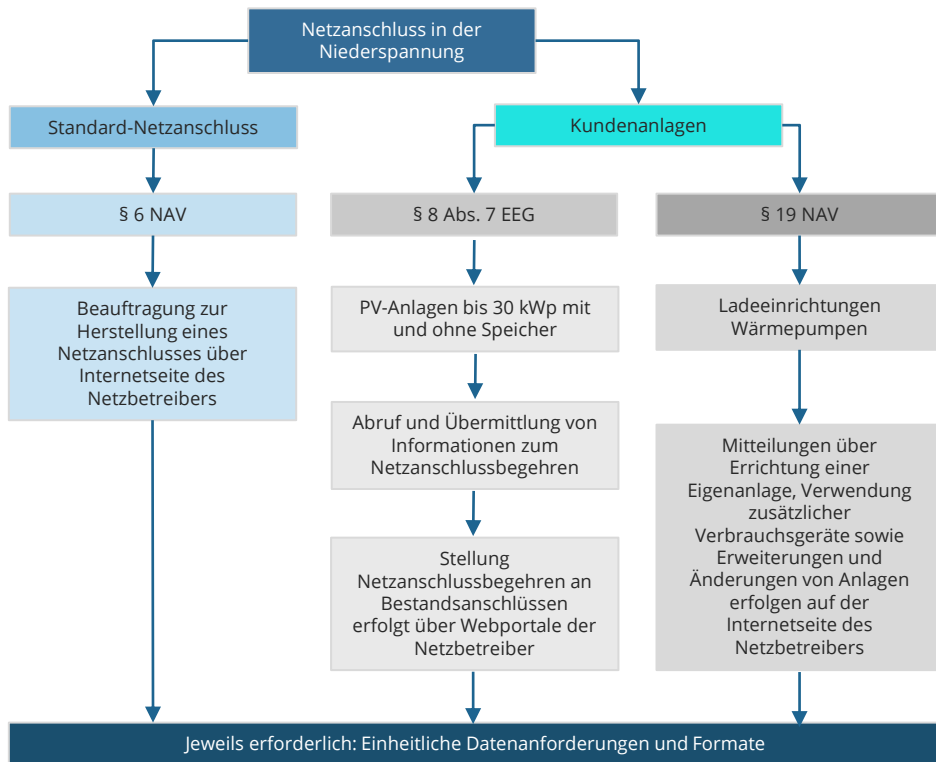 Netzanschluss in der
Niederspannung
Standard-Netzanschluss
Kundenanlagen
§ 6 NAV
§ 8 Abs. 7 EEG
§ 19 NAV
Beauftragung zur
Herstellung eines
Netzanschlusses über
Internetseite des
Netzbetreibers
PV-Anlagen bis 30 kWp mit
und ohne Speicher
Ladeeinrichtungen
Wärmepumpen
Abruf und Übermittlung von
Informationen zum
Netzanschlussbegehren
Mitteilungen über
Errichtung einer
Eigenanlage, Verwendung
zusätzlicher
Verbrauchsgeräte sowie
Erweiterungen und
Änderungen von Anlagen
erfolgen auf der
Internetseite des
Netzbetreibers
Stellung
Netzanschlussbegehren an
Bestandsanschlüssen
erfolgt über Webportale der
Netzbetreiber
Jeweils erforderlich: Einheitliche Datenanforderungen und Formate